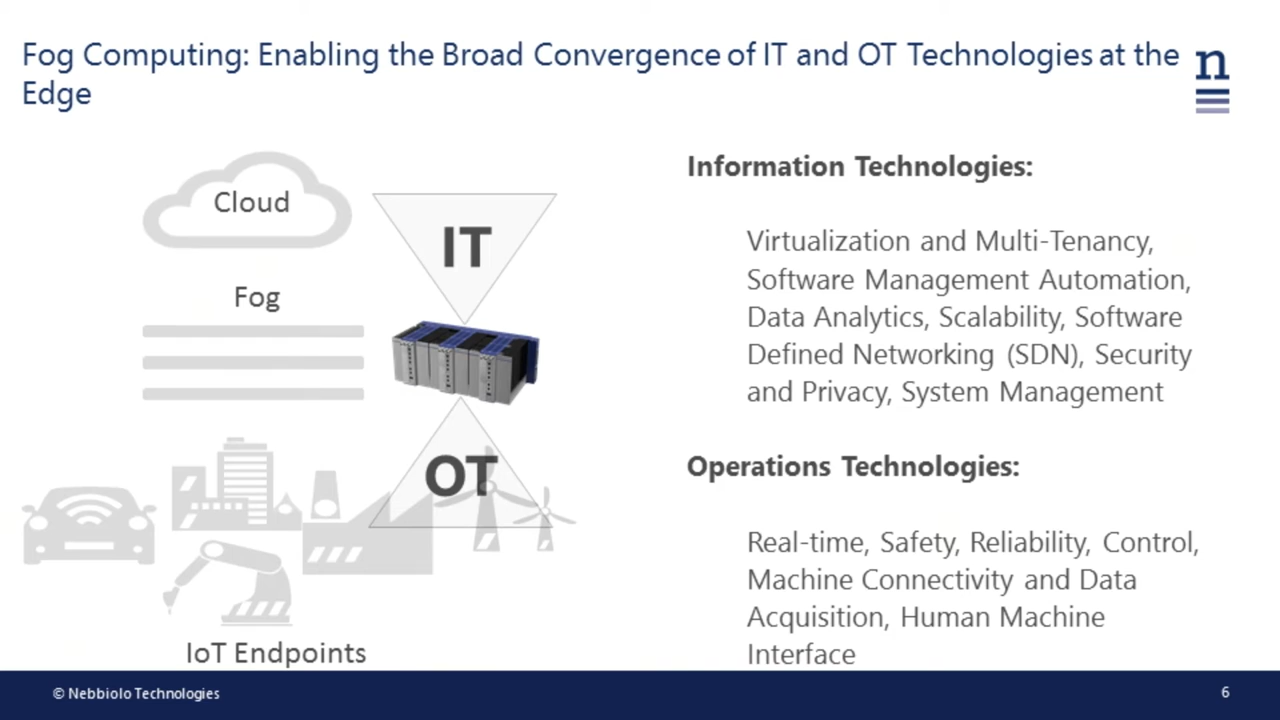 Fog Computing: Enabling the Broad Convergence of IT and OT Technologies at the
Edge
n
Cloud
Fog
IT
OT
IoT Endpoints
Information Technologies:
Virtualization and Multi-Tenancy,
Software Management Automation,
Data Analytics, Scalability, Software
Defined Networking (SDN), Security
and Privacy, System Management
Operations Technologies:
Real-time, Safety, Reliability, Control,
Machine Connectivity and Data
Acquisition, Human Machine
Interface
© Nebbiolo Technologies
6